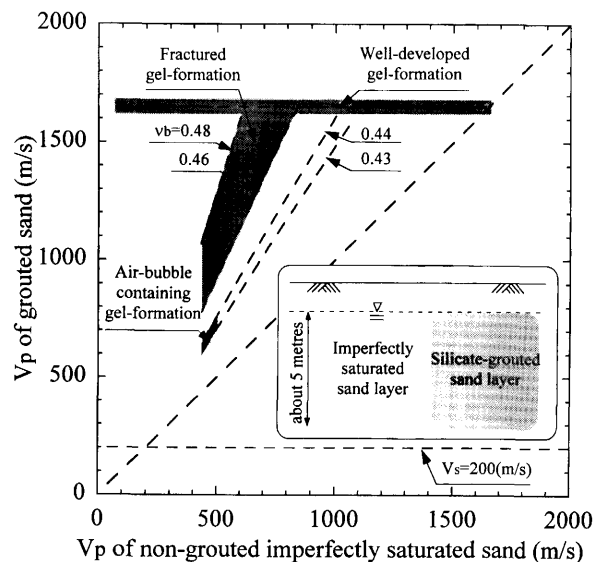 Fractured
gel-formation
Well-developed
gel-formation
νb=0.48
0.46
0.44
0.43
Air-bubble
containing
gel-formation
Imperfectly
saturated
sand layer
Silicate-grouted
sand layer
about 5 metres
Vs=200(m/s)
2000
1500
1000
500
0
Vp of grouted sand (m/s)
0
500
1000
1500
2000
Vp of non-grouted imperfectly saturated sand (m/s)